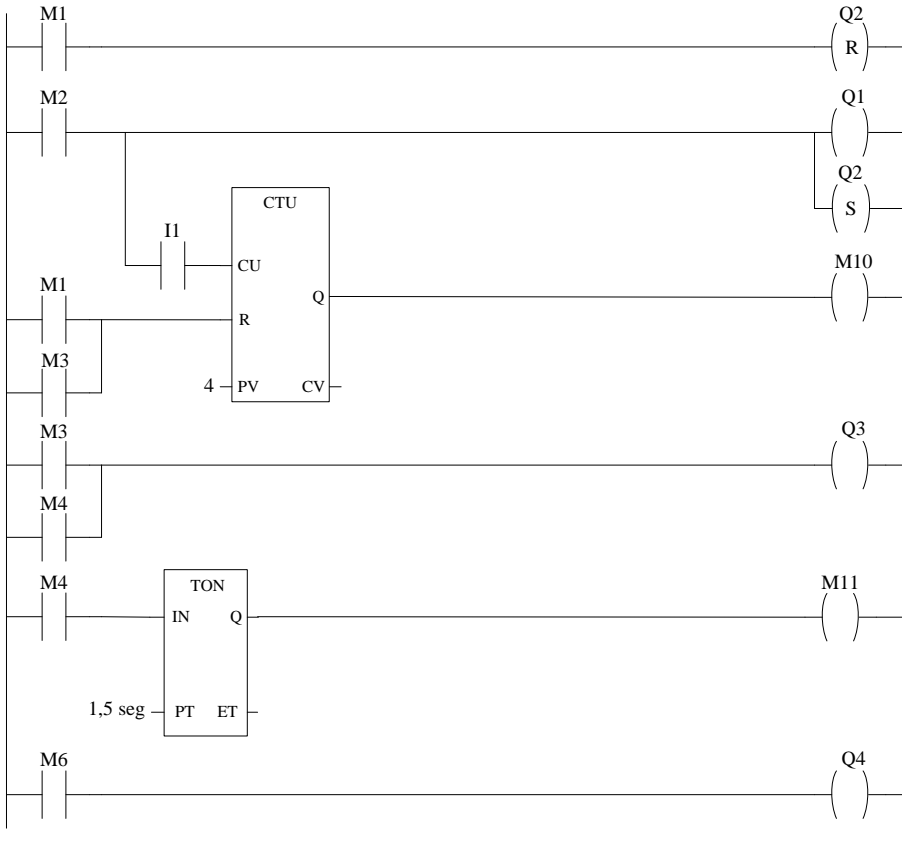 M1 Q2
R
M2 Q1
Q2
S
CTU
I1
CU
M10
M1
Q
R
M3
4 PV CV
M3 Q3
M4
M4 TON M11
IN Q
1,5 seg PT ET
M6 Q4